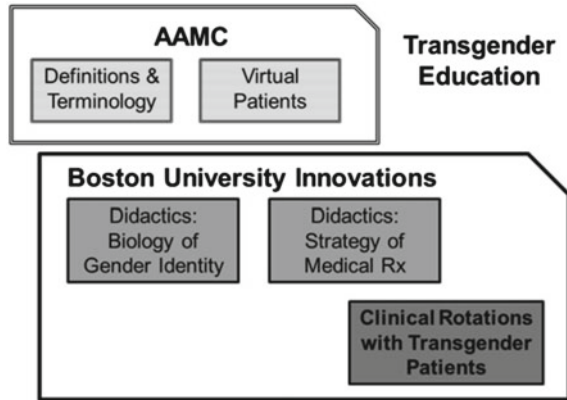 AAMC
Definitions &
Terminology
Virtual
Patients
Transgender
Education
Boston University Innovations
Didactics:
Biology of
Gender Identity
Didactics:
Strategy of
Medical Rx
Clinical Rotations
with Transgender
Patients